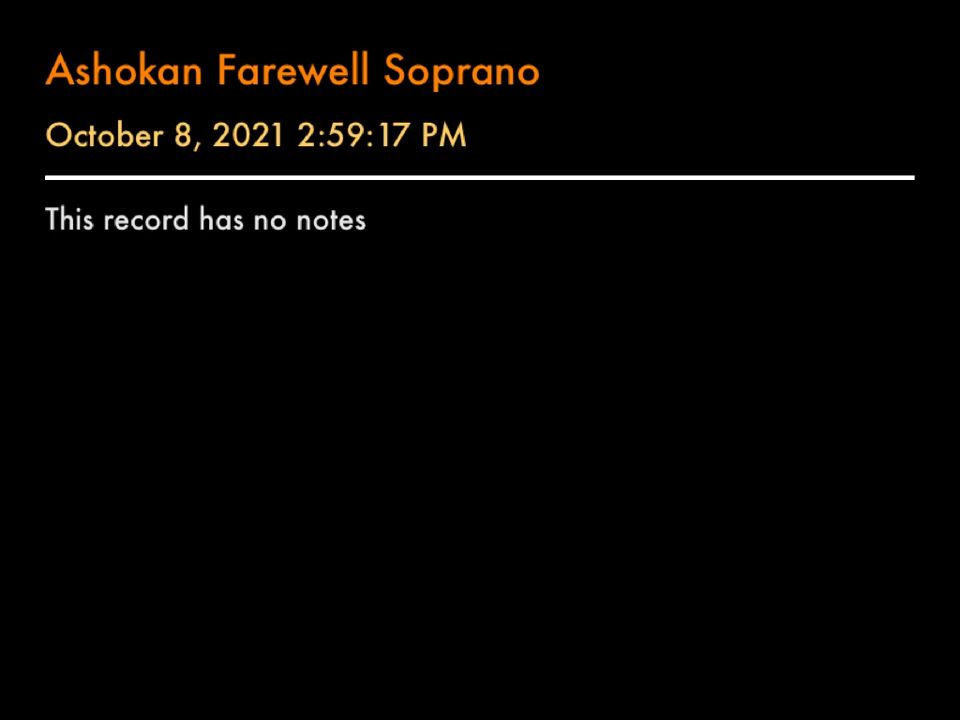 Ashokan Farewell Soprano
October 8, 2021 2:59:17 PM
This record has no notes